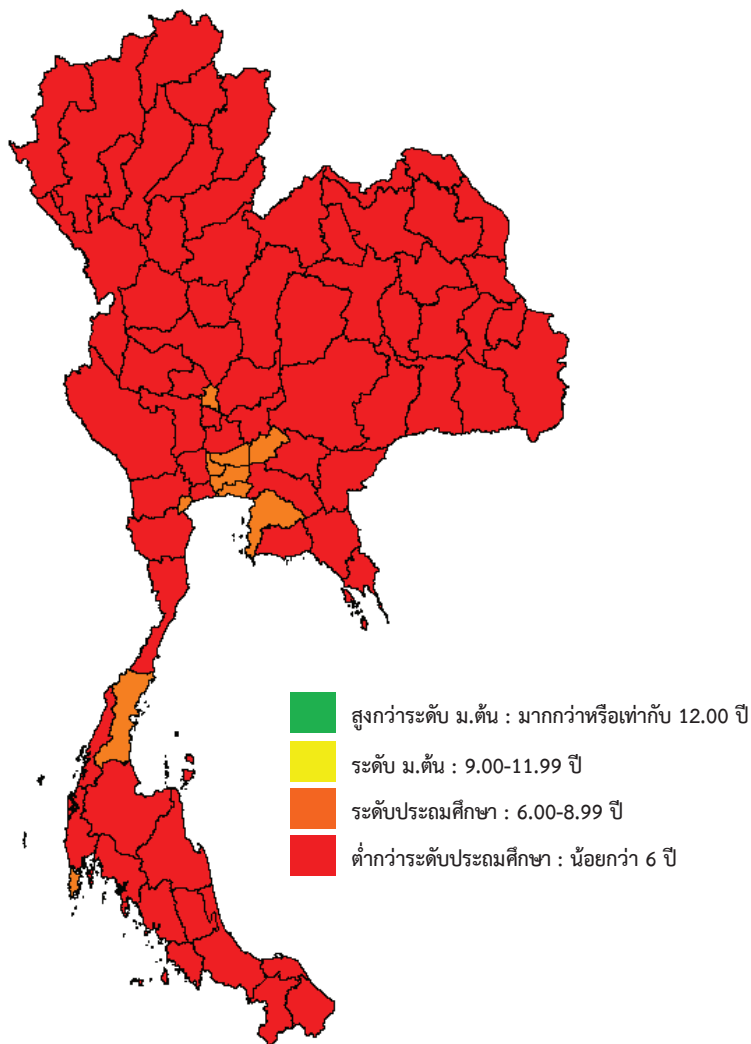 สูงกว่าระดับ ม.ต้น : มากกว่าหรือเท่ากับ 12.00 ปี
ระดับ ม.ต้น : 9.00-11.99 ปี
ระดับประถมศึกษา : 6.00-8.99 ปี
ต่ำกว่าระดับประถมศึกษา : น้อยกว่า 6 ปี